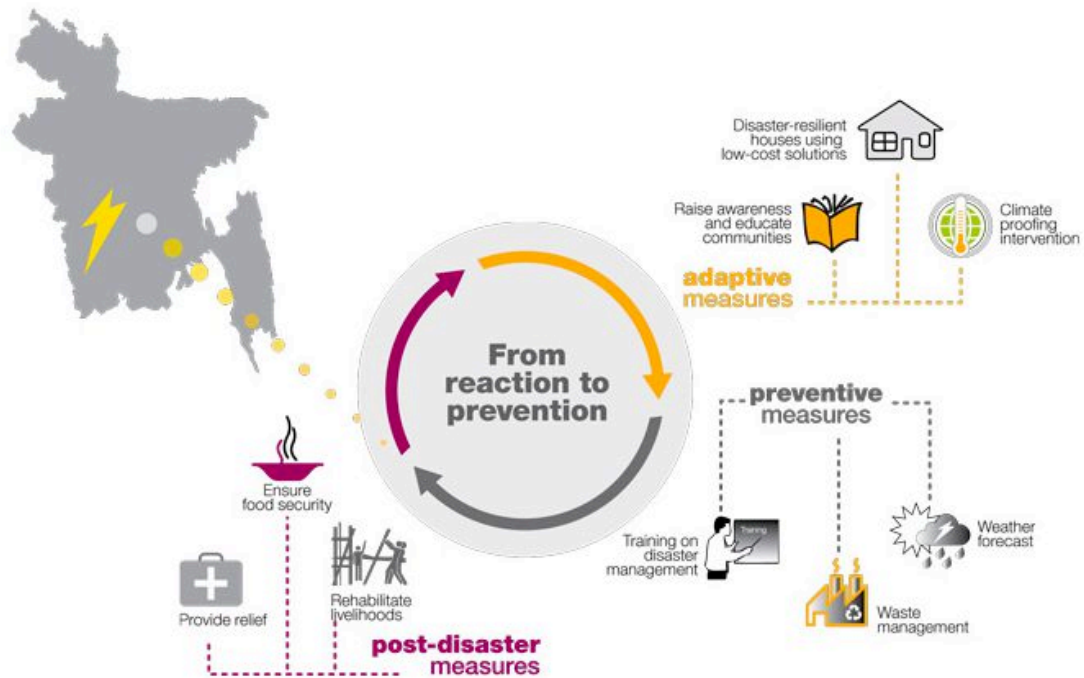 Disaster-resilient
houses using
low-cost solutions
Raise awareness
and educate
communities
Climate
proofing
intervention
adaptive
measures
From
reaction to
prevention
preventive
measures
Training on
disaster
management
Training
Weather
forecast
Waste
management
Ensure
food security
Provide relief
Rehabilitate
livelihoods
post-disaster
measures